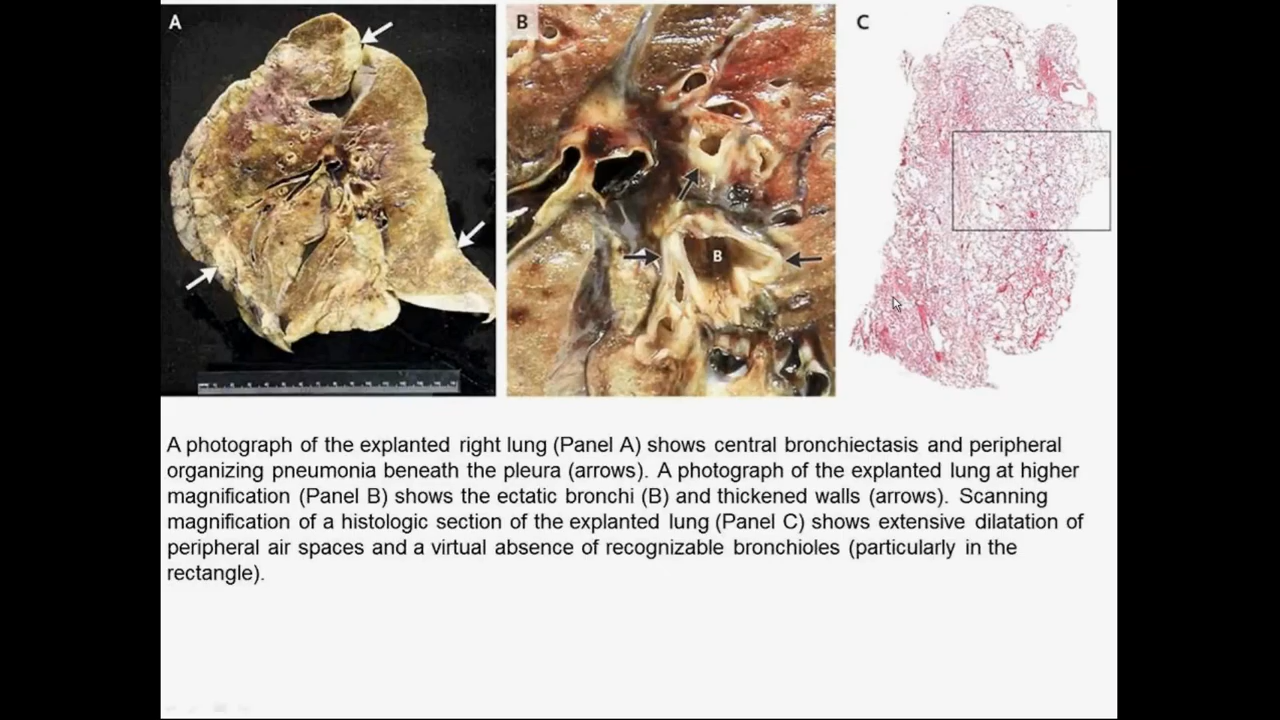 A
B
C
B
A photograph of the explanted right lung (Panel A) shows central bronchiectasis and peripheral
organizing pneumonia beneath the pleura (arrows). A photograph of the explanted lung at higher
magnification (Panel B) shows the ectatic bronchi (B) and thickened walls (arrows). Scanning
magnification of a histologic section of the explanted lung (Panel C) shows extensive dilatation of
peripheral air spaces and a virtual absence of recognizable bronchioles (particularly in the
rectangle).